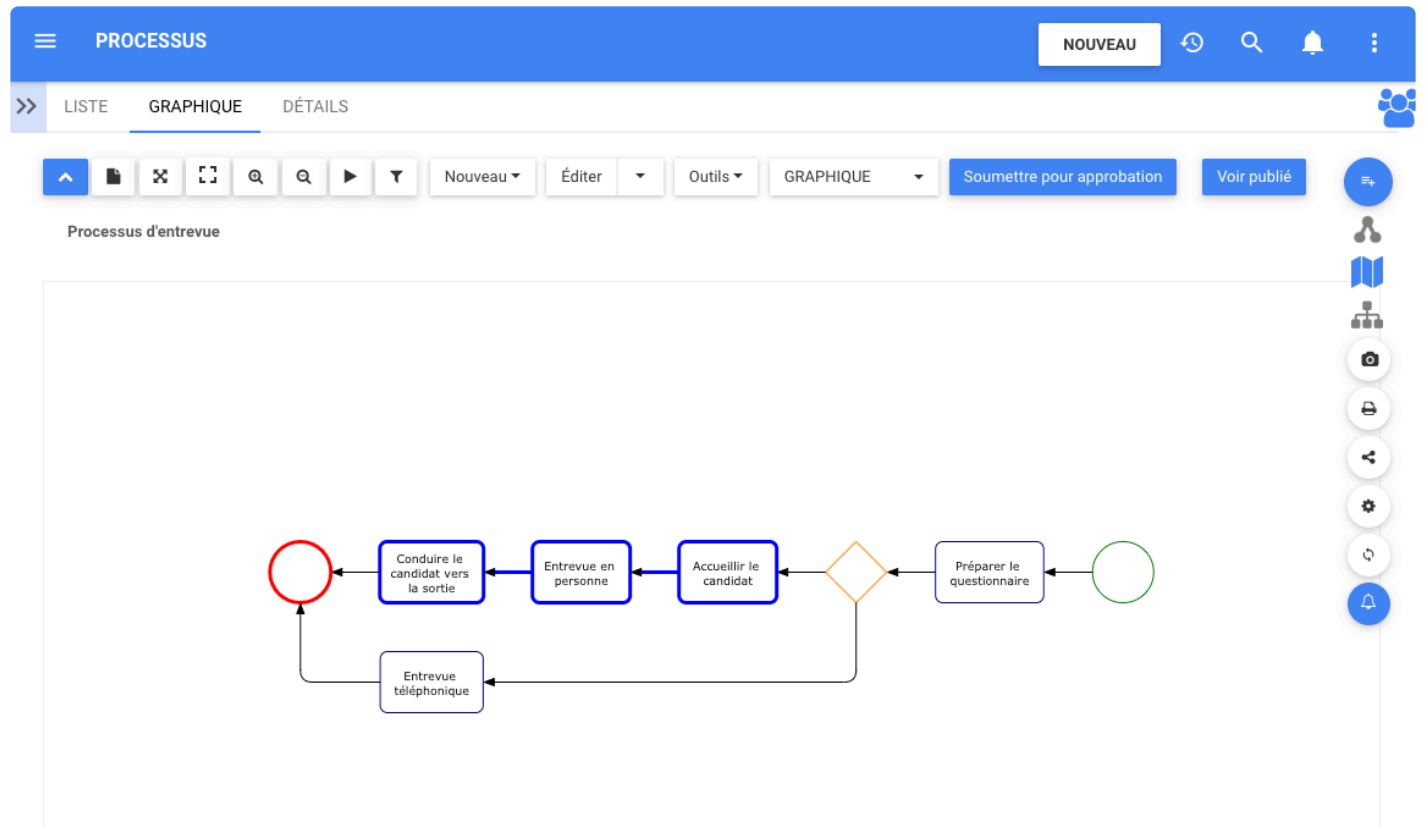 PROCESSUS
NOUVEAU
LISTE
GRAPHIQUE
DÉTAILS
Nouveau
Éditer
Outils
GRAPHIQUE
Soumettre pour approbation
Voir publié
Processus d'entrevue
Conduire le
candidat vers
la sortie
Entrevue en
personne
Accueillir le
candidat
Préparer le
questionnaire
Entrevue
téléphonique